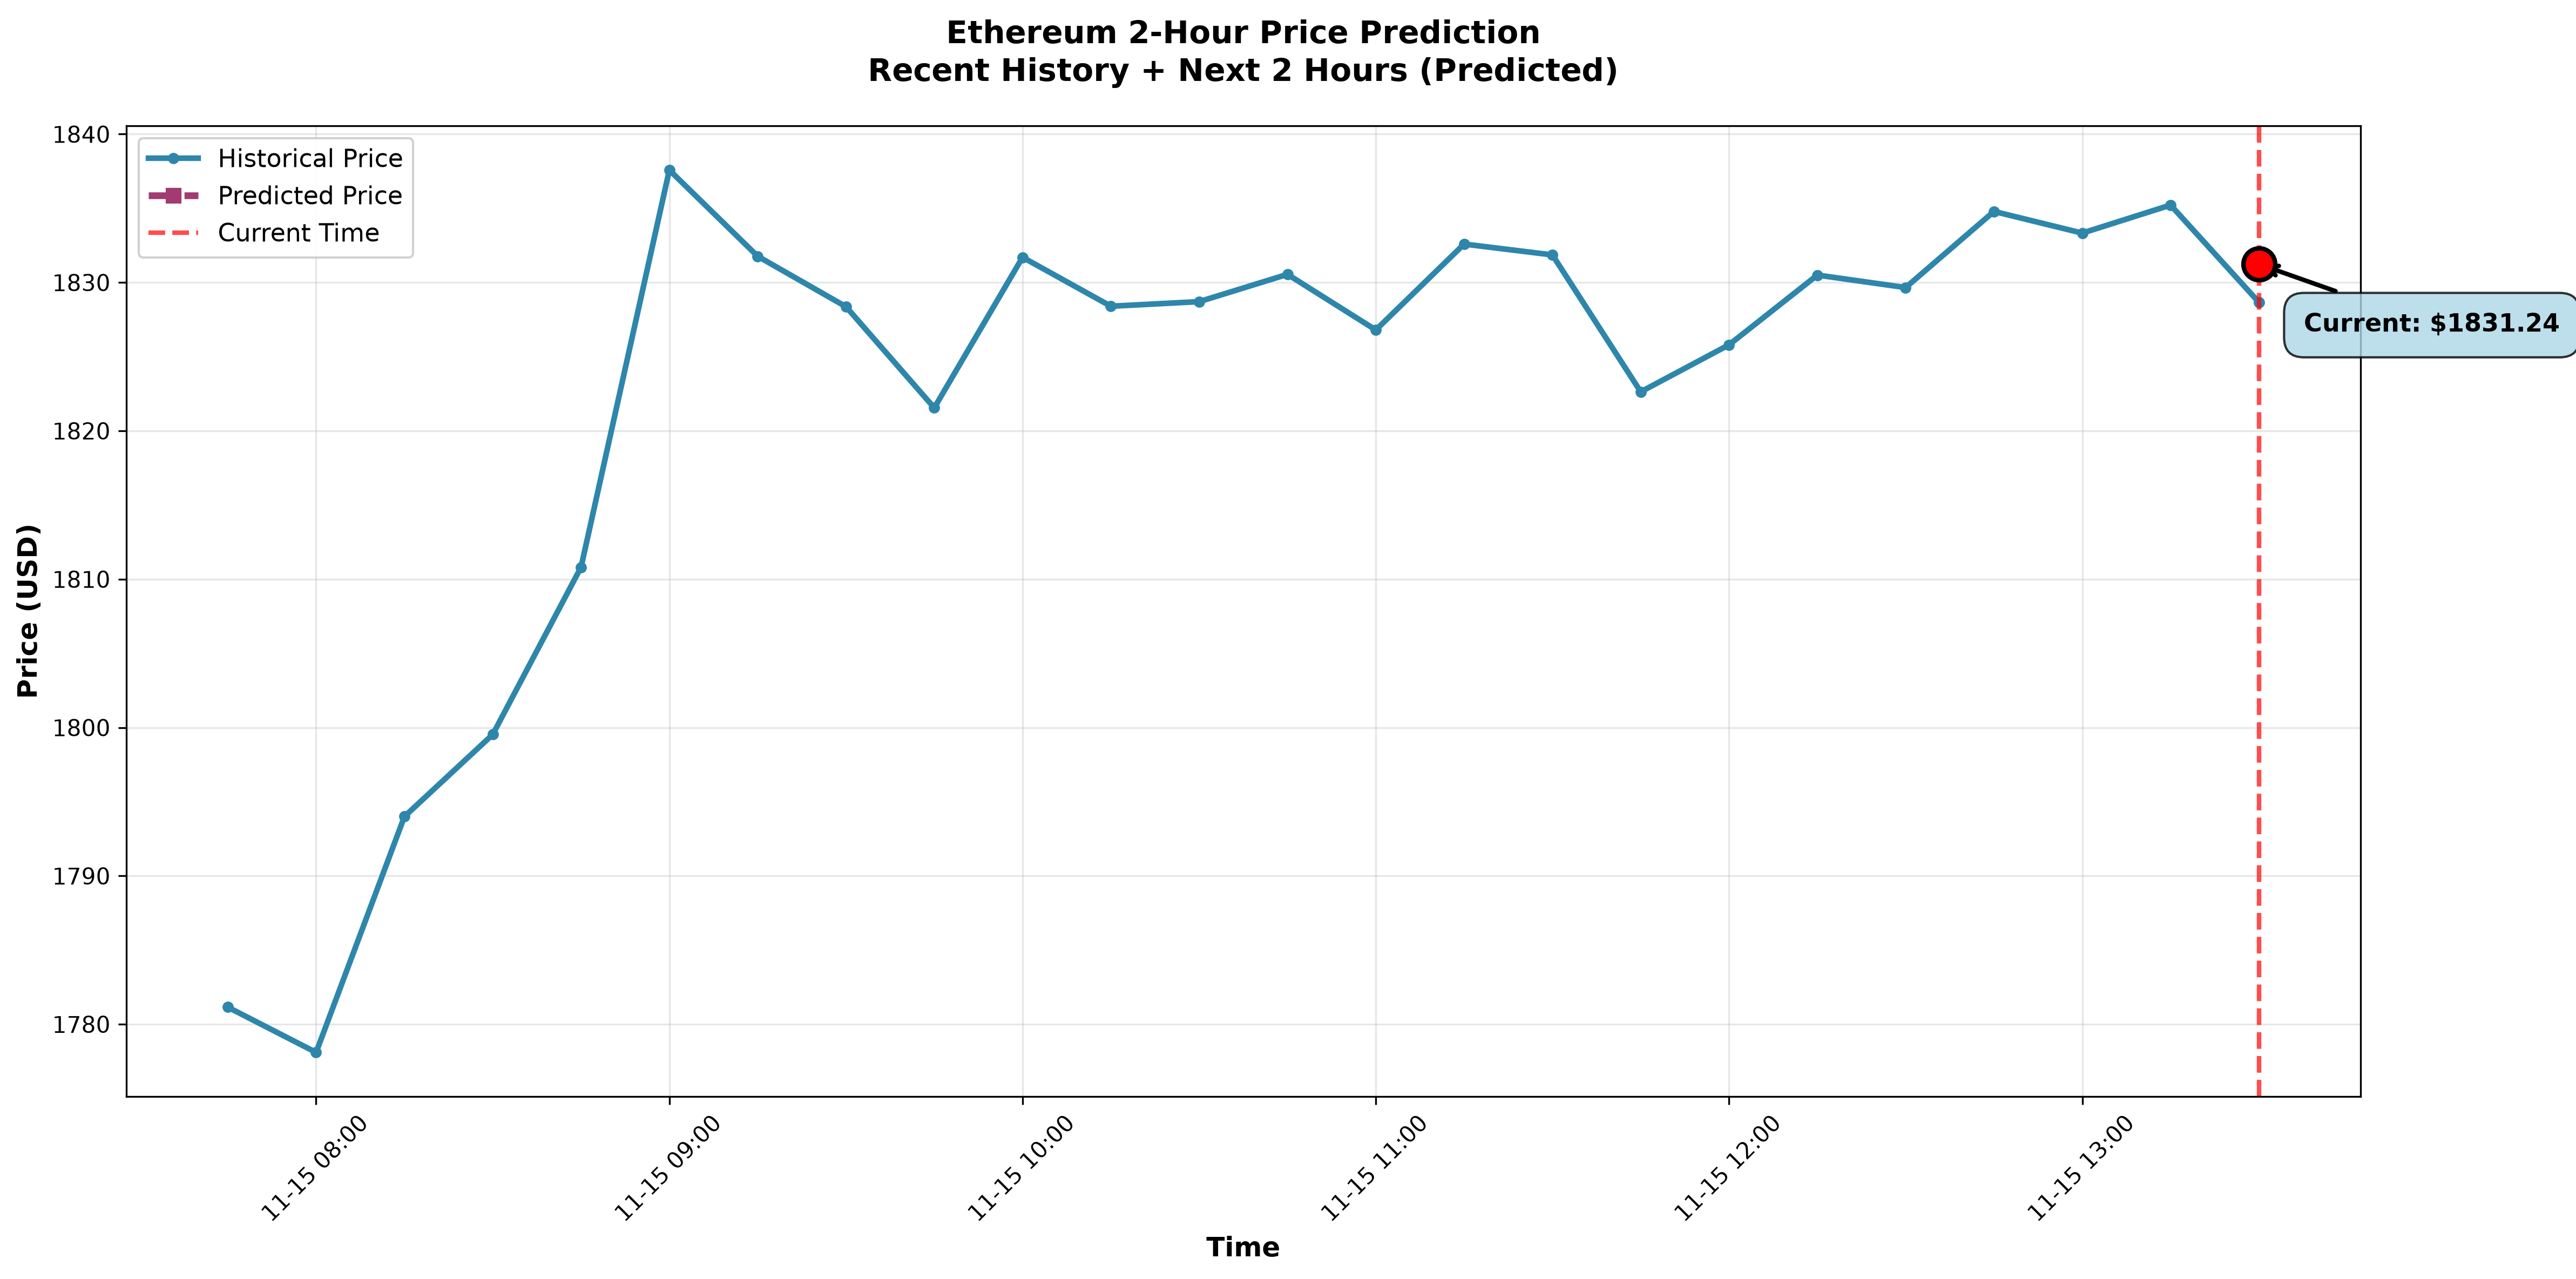 Ethereum 2-Hour Price Prediction
Recent History + Next 2 Hours (Predicted)
Historical Price
Predicted Price
Current Time
Price (USD)
1840
1830
1820
1810
1800
1790
1780
Current: $1831.24
11-15 08:00
11-15 09:00
11-15 10:00
11-15 11:00
11-15 12:00
11-15 13:00
Time